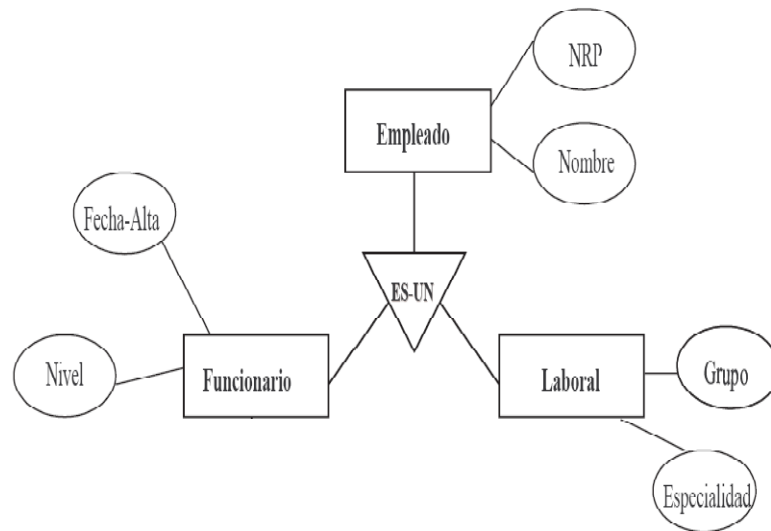 NRP
Empleado
Nombre
Fecha-Alta
ES-UN
Nivel
Funcionario
Laboral
Grupo
Especialidad